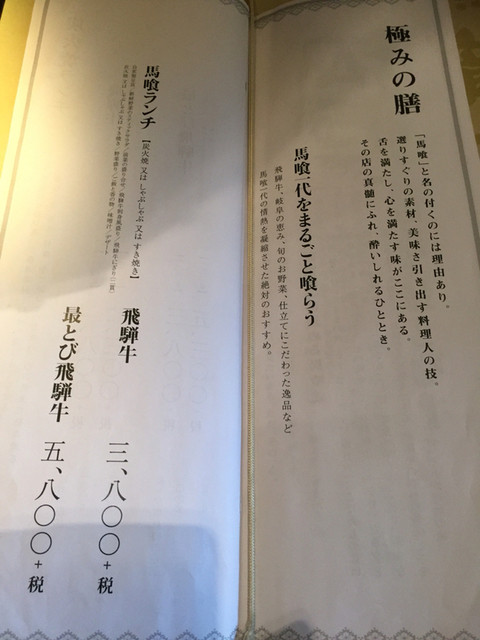 極みの膳
「馬喰」と名の付くのには理由あり。
選りすぐりの素材、美味さ引き出す料理人の技。
舌を満たし、心を満たす味がここにある。
その店の真髄にふれ、酔いしれるひととき。
馬喰一代をまるごと喰らう
飛騨牛、岐阜の恵み、旬のお野菜、仕立てにこだわった逸品など
馬喰一代の情熱を凝縮させた絶対のおすすめ。
馬喰ランチ【炭火焼 又は しゃぶしゃぶ 又は すき焼き】
飛騨牛 三、八〇〇+税
最とび飛騨牛 五、八〇〇+税